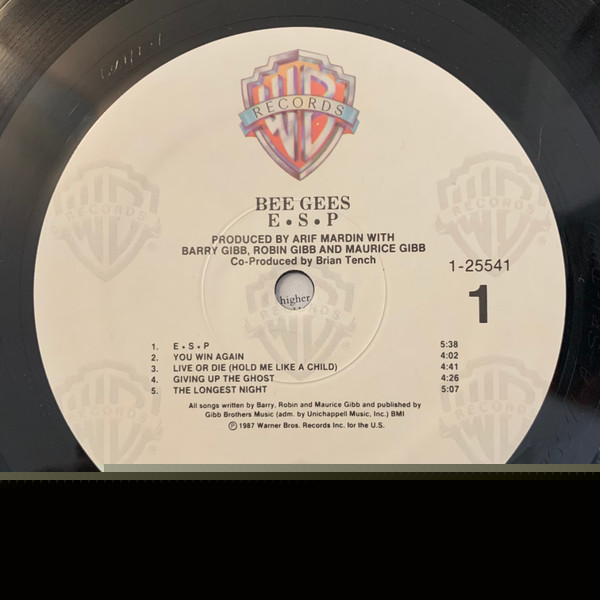 WB
RECORDS
BEE GEES
E • S • P
PRODUCED BY ARIF MARDIN WITH
BARRY GIBB, ROBIN GIBB AND MAURICE GIBB
Co-Produced by Brian Tench
1-25541
1
higher
1. E • S • P 5:38
2. YOU WIN AGAIN 4:02
3. LIVE OR DIE (HOLD ME LIKE A CHILD) 4:41
4. GIVING UP THE GHOST 4:26
5. THE LONGEST NIGHT 5:07
All songs written by Barry, Robin and Maurice Gibb and published by
Gibb Brothers Music (adm. by Unichappell Music, Inc.) BMI
Ⓟ 1987 Warner Bros. Records Inc. for the U.S.